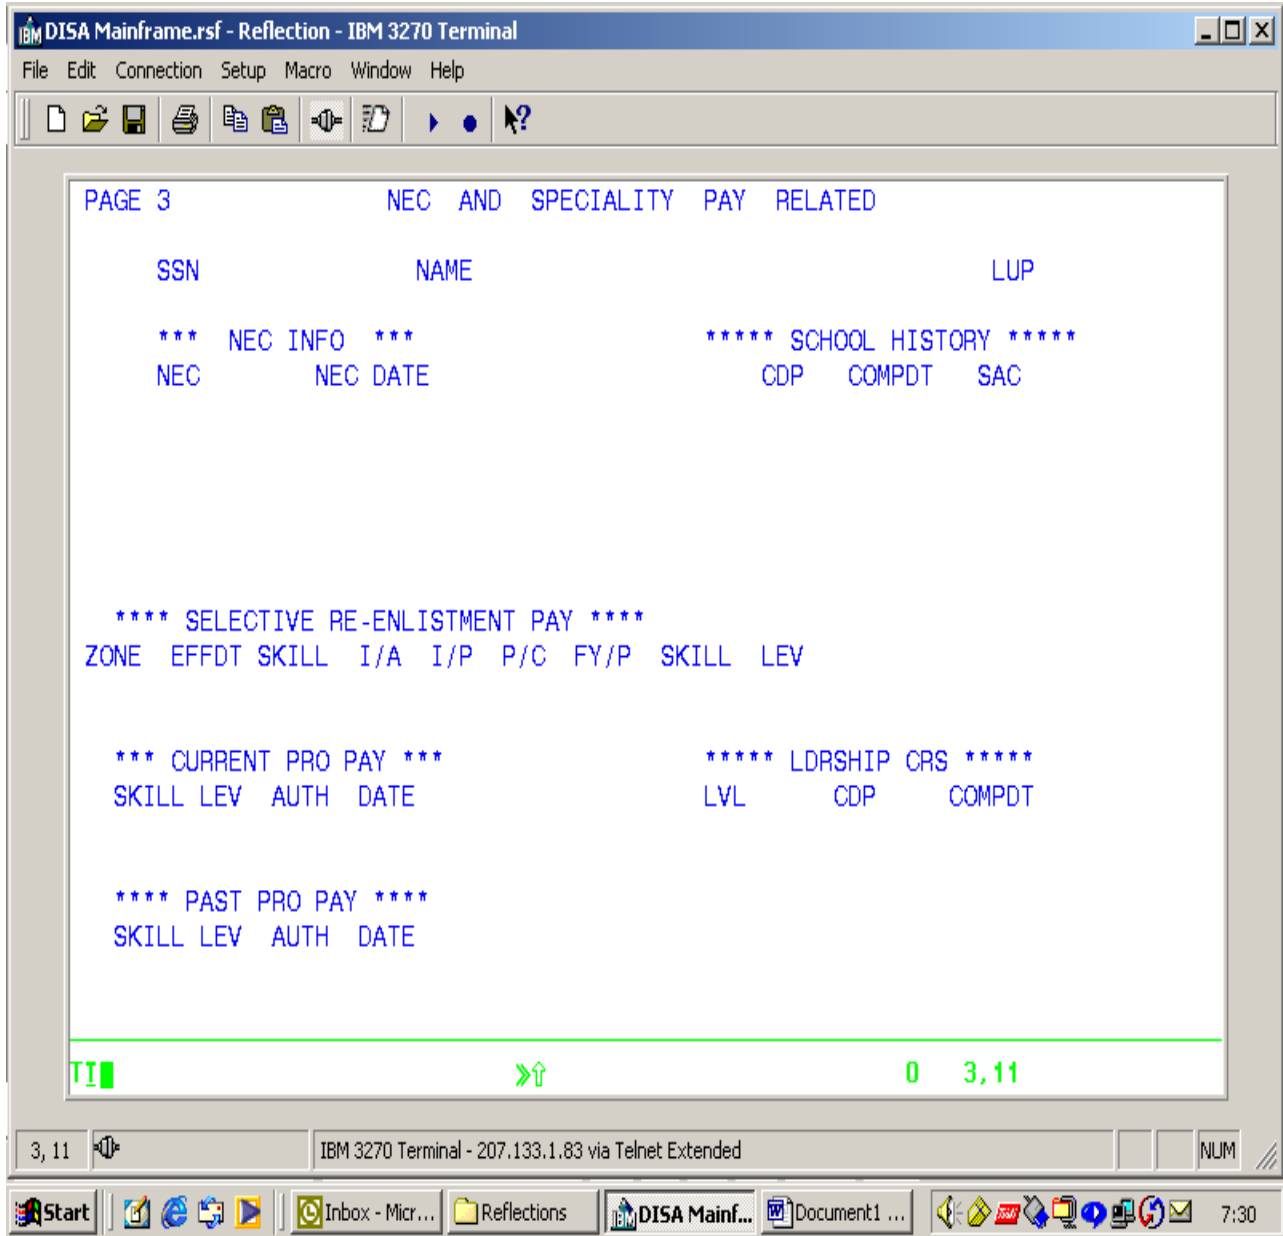 IBM DISA Mainframe.rsf - Reflection - IBM 3270 Terminal
File Edit Connection Setup Macro Window Help
PAGE 3 NEC AND SPECIALITY PAY RELATED
SSN NAME LUP
*** NEC INFO *** ***** SCHOOL HISTORY *****
NEC NEC DATE CDP COMPDT SAC
**** SELECTIVE RE-ENLISTMENT PAY ****
ZONE EFFDT SKILL I/A I/P P/C FY/P SKILL LEV
*** CURRENT PRO PAY *** ***** LDRSHIP CRS *****
SKILL LEV AUTH DATE LVL CDP COMPDT
**** PAST PRO PAY ****
SKILL LEV AUTH DATE
TI 0 3,11
3, 11 IBM 3270 Terminal - 207.133.1.83 via Telnet Extended NUM
Start Inbox - Micr... Reflections DISA Mainf... Document1 ... 7:30